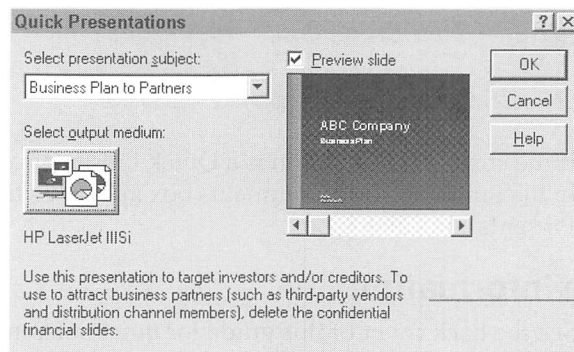 Quick Presentations
Select presentation subject:
Business Plan to Partners
Select output medium:
HP LaserJet IIISi
Preview slide
ABC Company
Business Plan
OK
Cancel
Help
Use this presentation to target investors and/or creditors. To
use to attract business partners (such as third-party vendors
and distribution channel members), delete the confidential
financial slides.